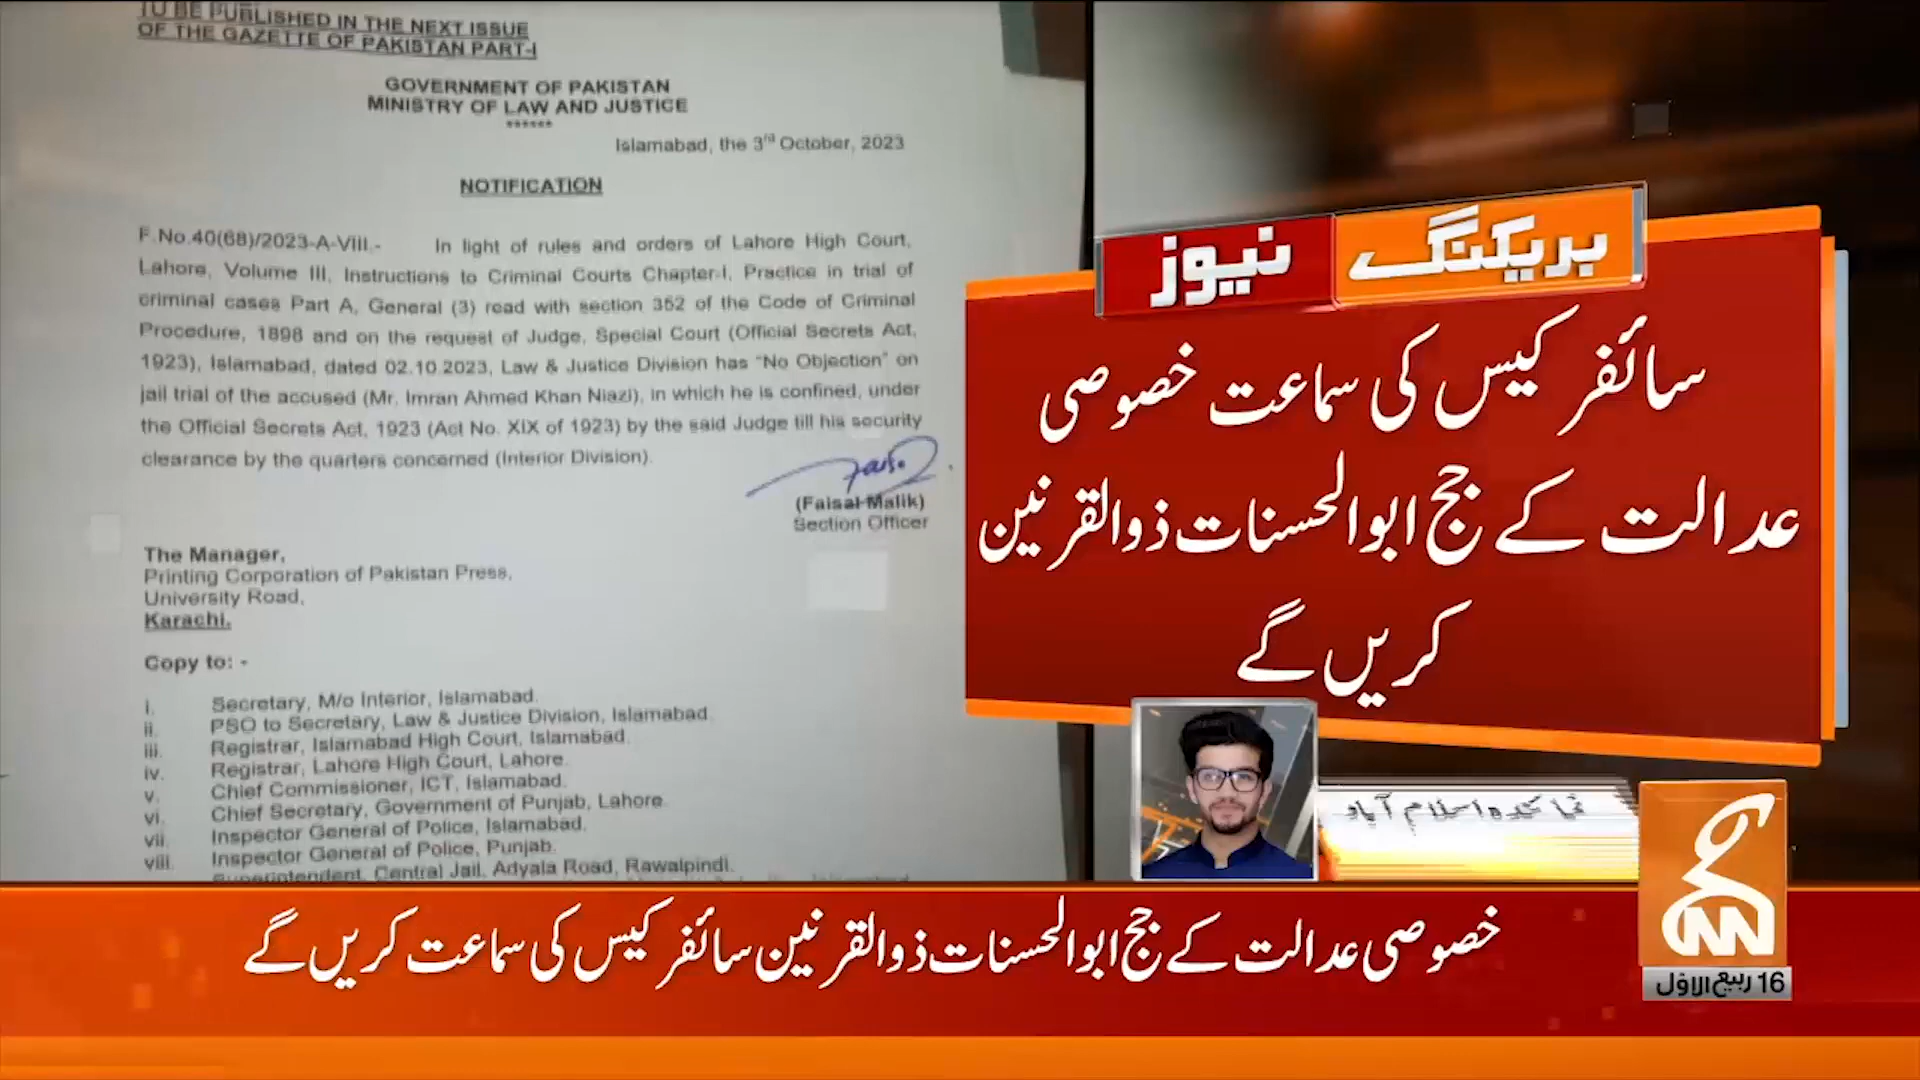 TO BE PUBLISHED IN THE NEXT ISSUE
OF THE GAZETTE OF PAKISTAN PART-I
GOVERNMENT OF PAKISTAN
MINISTRY OF LAW AND JUSTICE
******
Islamabad, the 3rd October, 2023
NOTIFICATION
F.No.40(68)/2023-A-VIII.- In light of rules and orders of Lahore High Court,
Lahore, Volume III, Instructions to Criminal Courts Chapter-I, Practice in trial of
criminal cases Part A, General (3) read with section 352 of the Code of Criminal
Procedure, 1898 and on the request of Judge, Special Court (Official Secrets Act,
1923), Islamabad, dated 02.10.2023, Law & Justice Division has "No Objection" on
jail trial of the accused (Mr. Imran Ahmed Khan Niazi), in which he is confined, under
the Official Secrets Act, 1923 (Act No. XIX of 1923) by the said Judge till his security
clearance by the quarters concerned (Interior Division).
(Faisal Malik)
Section Officer
The Manager,
Printing Corporation of Pakistan Press,
University Road,
Karachi.
Copy to: -
i. Secretary, M/o Interior, Islamabad.
ii. PSO to Secretary, Law & Justice Division, Islamabad.
iii. Registrar, Islamabad High Court, Islamabad.
iv. Registrar, Lahore High Court, Lahore.
v. Chief Commissioner, ICT, Islamabad.
vi. Chief Secretary, Government of Punjab, Lahore.
vii. Inspector General of Police, Islamabad.
viii. Inspector General of Police, Punjab.
Superintendent, Central Jail, Adyala Road, Rawalpindi.
بریکنگ نیوز
سائفر کیس کی سماعت خصوصی
عدالت کے جج ابوالحسنات ذوالقرنین
کریں گے
نمائندہ اسلام آباد
خصوصی عدالت کے جج ابوالحسنات ذوالقرنین سائفر کیس کی سماعت کریں گے
GNN
16 ربیع الاوّل